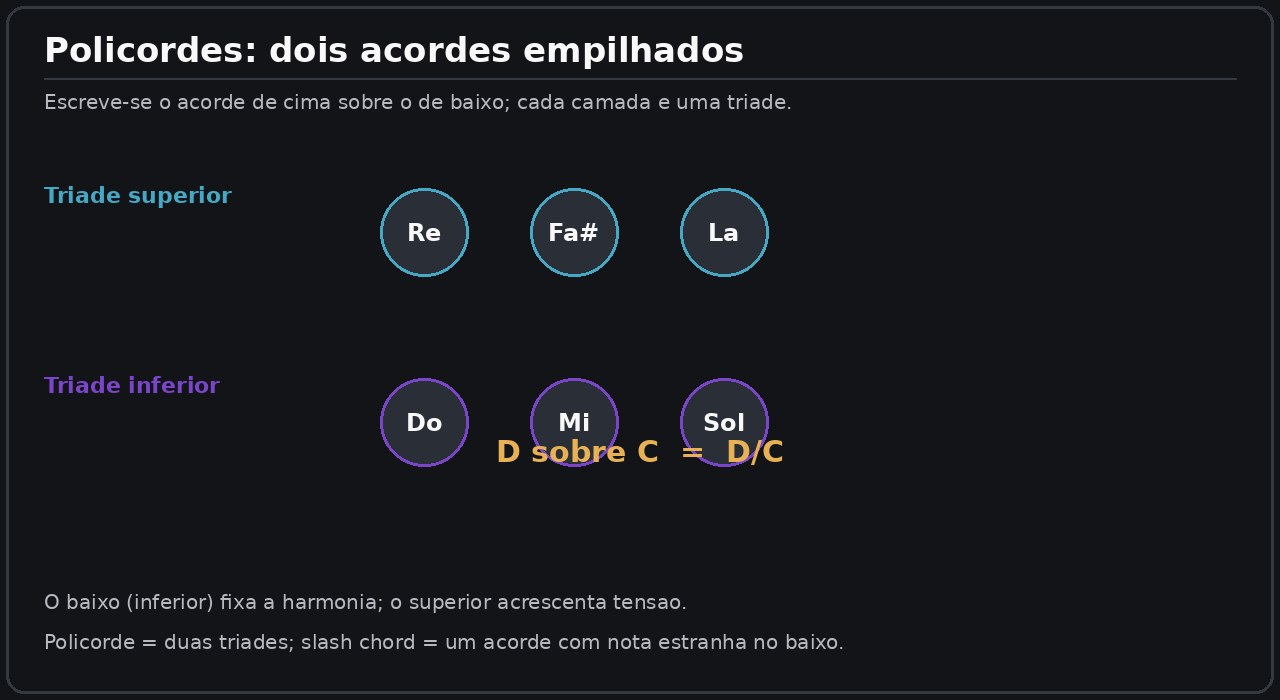 Policordes: dois acordes empilhados
Escreve-se o acorde de cima sobre o de baixo; cada camada e uma triade.
Triade superior
Re Fa# La
Triade inferior
Do Mi Sol
D sobre C = D/C
O baixo (inferior) fixa a harmonia; o superior acrescenta tensao.
Policorde = duas triades; slash chord = um acorde com nota estranha no baixo.